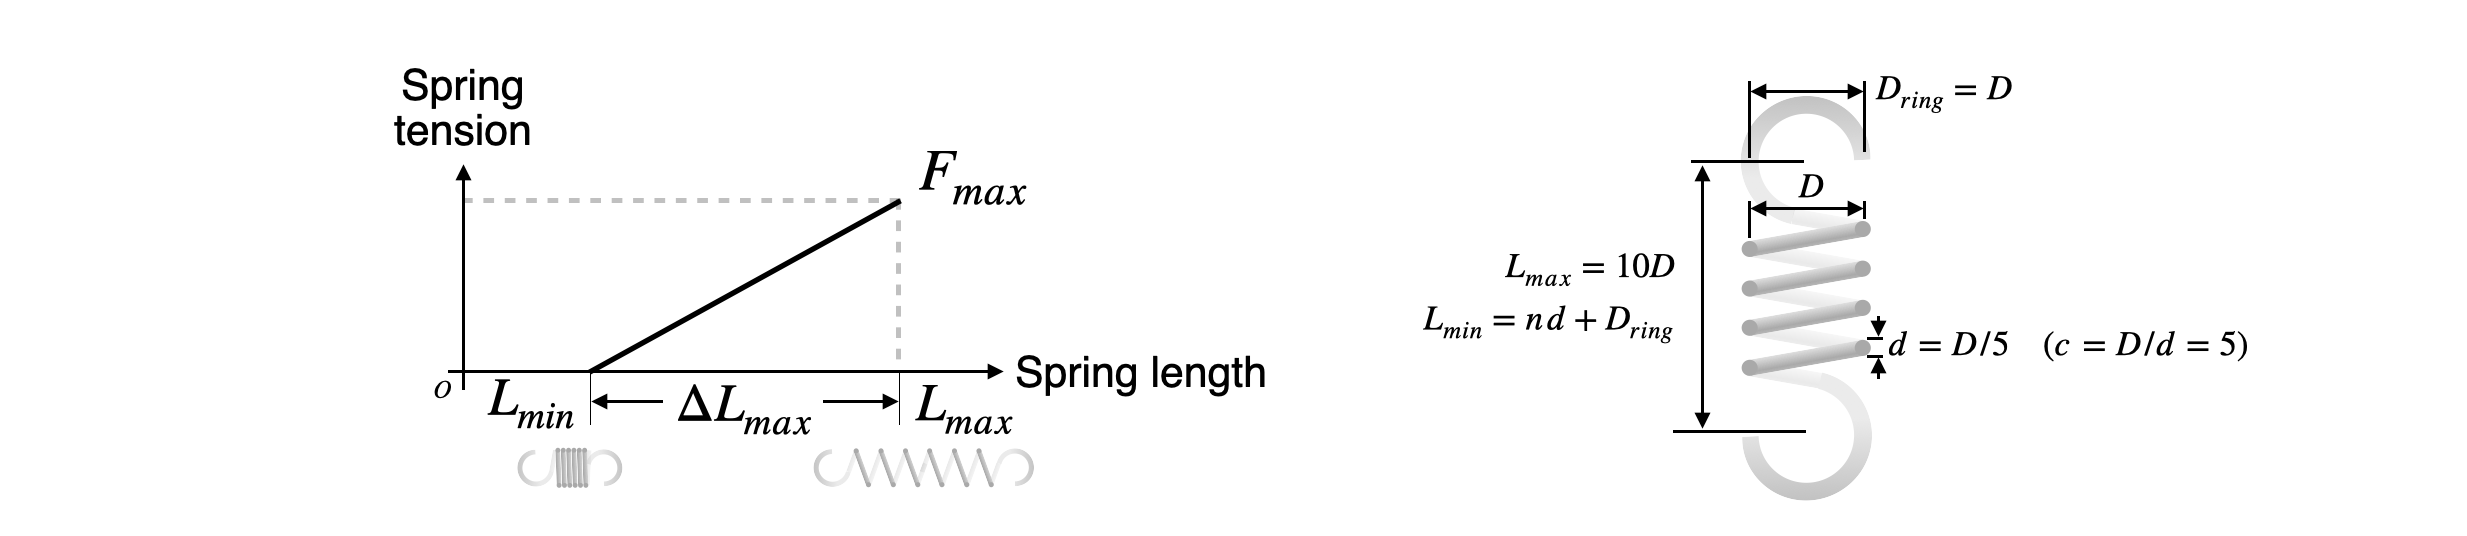 Spring
tension
F_max
o
L_min
ΔL_max
L_max
Spring length
D_ring = D
D
L_max = 10D
L_min = nd + D_ring
d = D/5 (c = D/d = 5)